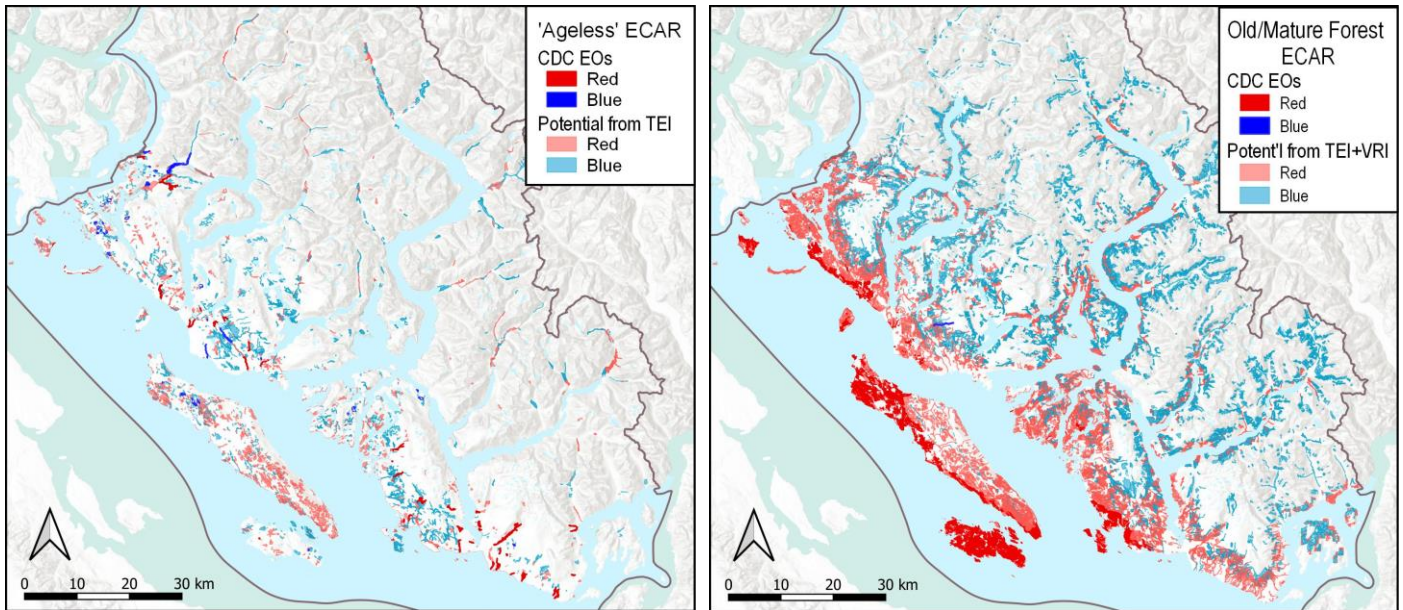 'Ageless' ECAR
CDC EOs
Red
Blue
Potential from TEI
Red
Blue
0 10 20 30 km
Old/Mature Forest
ECAR
CDC EOs
Red
Blue
Potent'l from TEI+VRI
Red
Blue
0 10 20 30 km